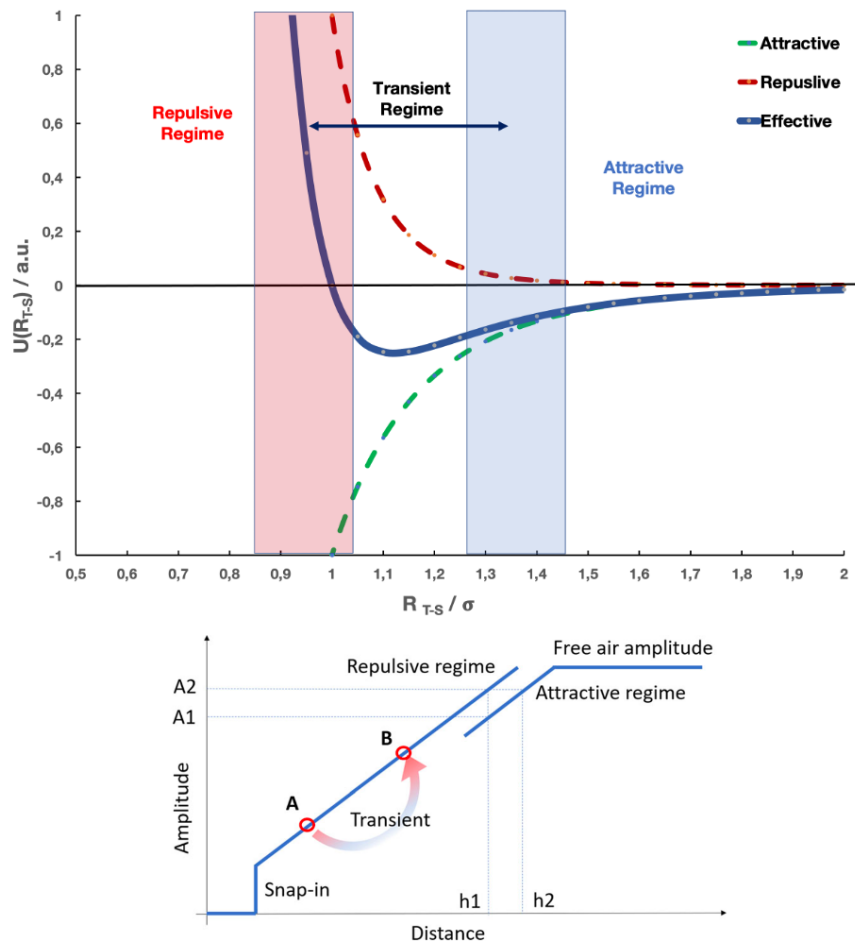 1
0,8
0,6
0,4
0,2
0
-0,2
-0,4
-0,6
-0,8
-1
U(R T-S) / a.u.
0,5 0,6 0,7 0,8 0,9 1 1,1 1,2 1,3 1,4 1,5 1,6 1,7 1,8 1,9 2
R T-S / σ
Repulsive
Regime
Transient
Regime
Attractive
Regime
Attractive
Repuslive
Effective
Amplitude
A2
A1
Repulsive regime
Free air amplitude
Attractive regime
B
A
Transient
Snap-in
h1 h2
Distance